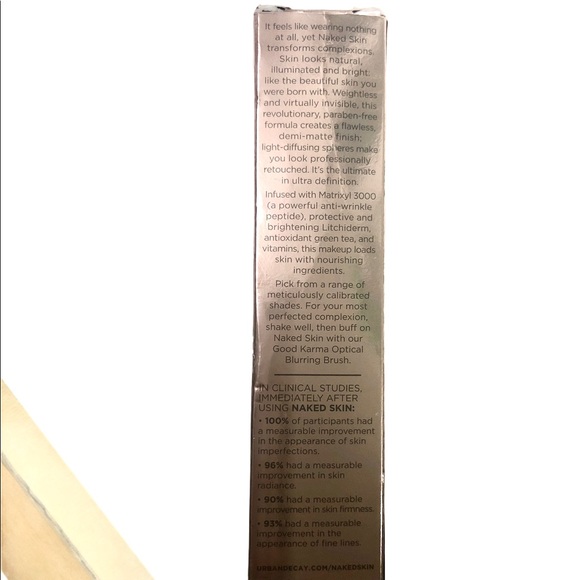 It feels like wearing nothing
at all, yet Naked Skin
transforms complexions.
Skin looks natural,
illuminated and bright:
like the beautiful skin you
were born with. Weightless
and virtually invisible, this
revolutionary, paraben-free
formula creates a flawless,
demi-matte finish;
light-diffusing spheres make
you look professionally
retouched. It's the ultimate
in ultra definition.
Infused with Matrixyl 3000
(a powerful anti-wrinkle
peptide), protective and
brightening Litchiderm,
antioxidant green tea, and
vitamins, this makeup loads
skin with nourishing
ingredients.
Pick from a range of
meticulously calibrated
shades. For your most
perfected complexion,
shake well, then buff on
Naked Skin with our
Good Karma Optical
Blurring Brush.
IN CLINICAL STUDIES,
IMMEDIATELY AFTER
USING NAKED SKIN:
• 100% of participants had
a measurable improvement
in the appearance of skin
imperfections.
• 96% had a measurable
improvement in skin
radiance.
• 90% had a measurable
improvement in skin firmness.
• 93% had a measurable
improvement in the
appearance of fine lines.
URBANDECAY.COM/NAKEDSKIN